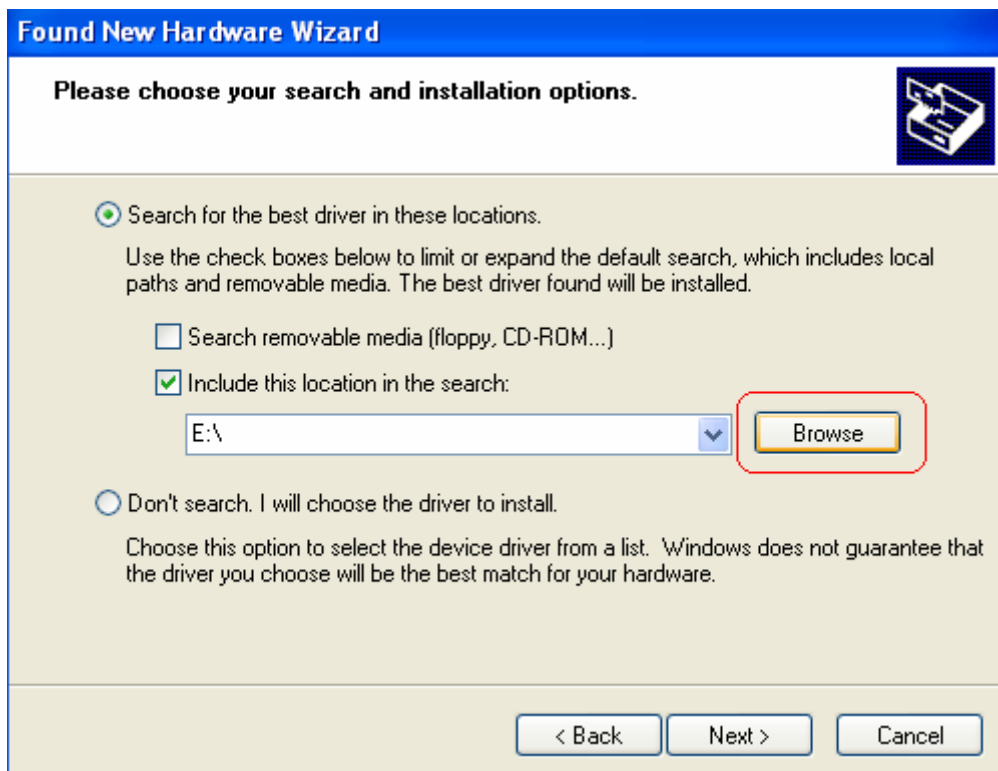 Found New Hardware Wizard
Please choose your search and installation options.
Search for the best driver in these locations.
Use the check boxes below to limit or expand the default search, which includes local
paths and removable media. The best driver found will be installed.
Search removable media (floppy, CD-ROM...)
Include this location in the search:
E:\
Browse
Don't search. I will choose the driver to install.
Choose this option to select the device driver from a list.  Windows does not guarantee that
the driver you choose will be the best match for your hardware.
< Back
Next >
Cancel